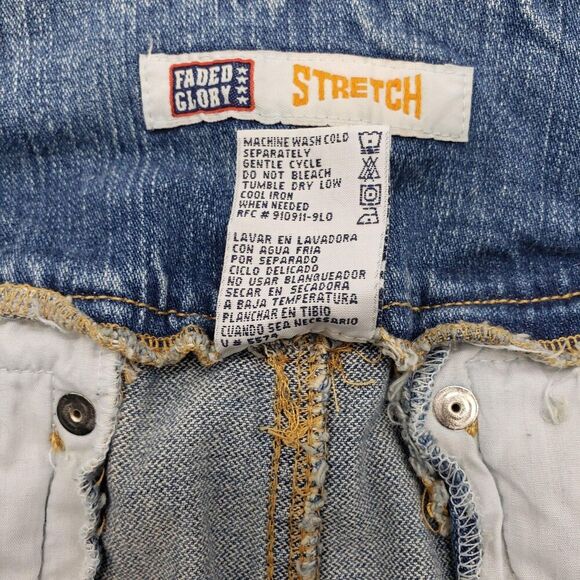 FADED
GLORY
STRETCH
MACHINE WASH COLD
SEPARATELY
GENTLE CYCLE
DO NOT BLEACH
TUMBLE DRY LOW
COOL IRON
WHEN NEEDED
RFC # 910911-9L0
LAVAR EN LAVADORA
CON AGUA FRIA
POR SEPARADO
CICLO DELICADO
NO USAR BLANQUEADOR
SECAR EN SECADORA
A BAJA TEMPERATURA
PLANCHAR EN TIBIO
CUANDO SEA NECESARIO
V # 5574